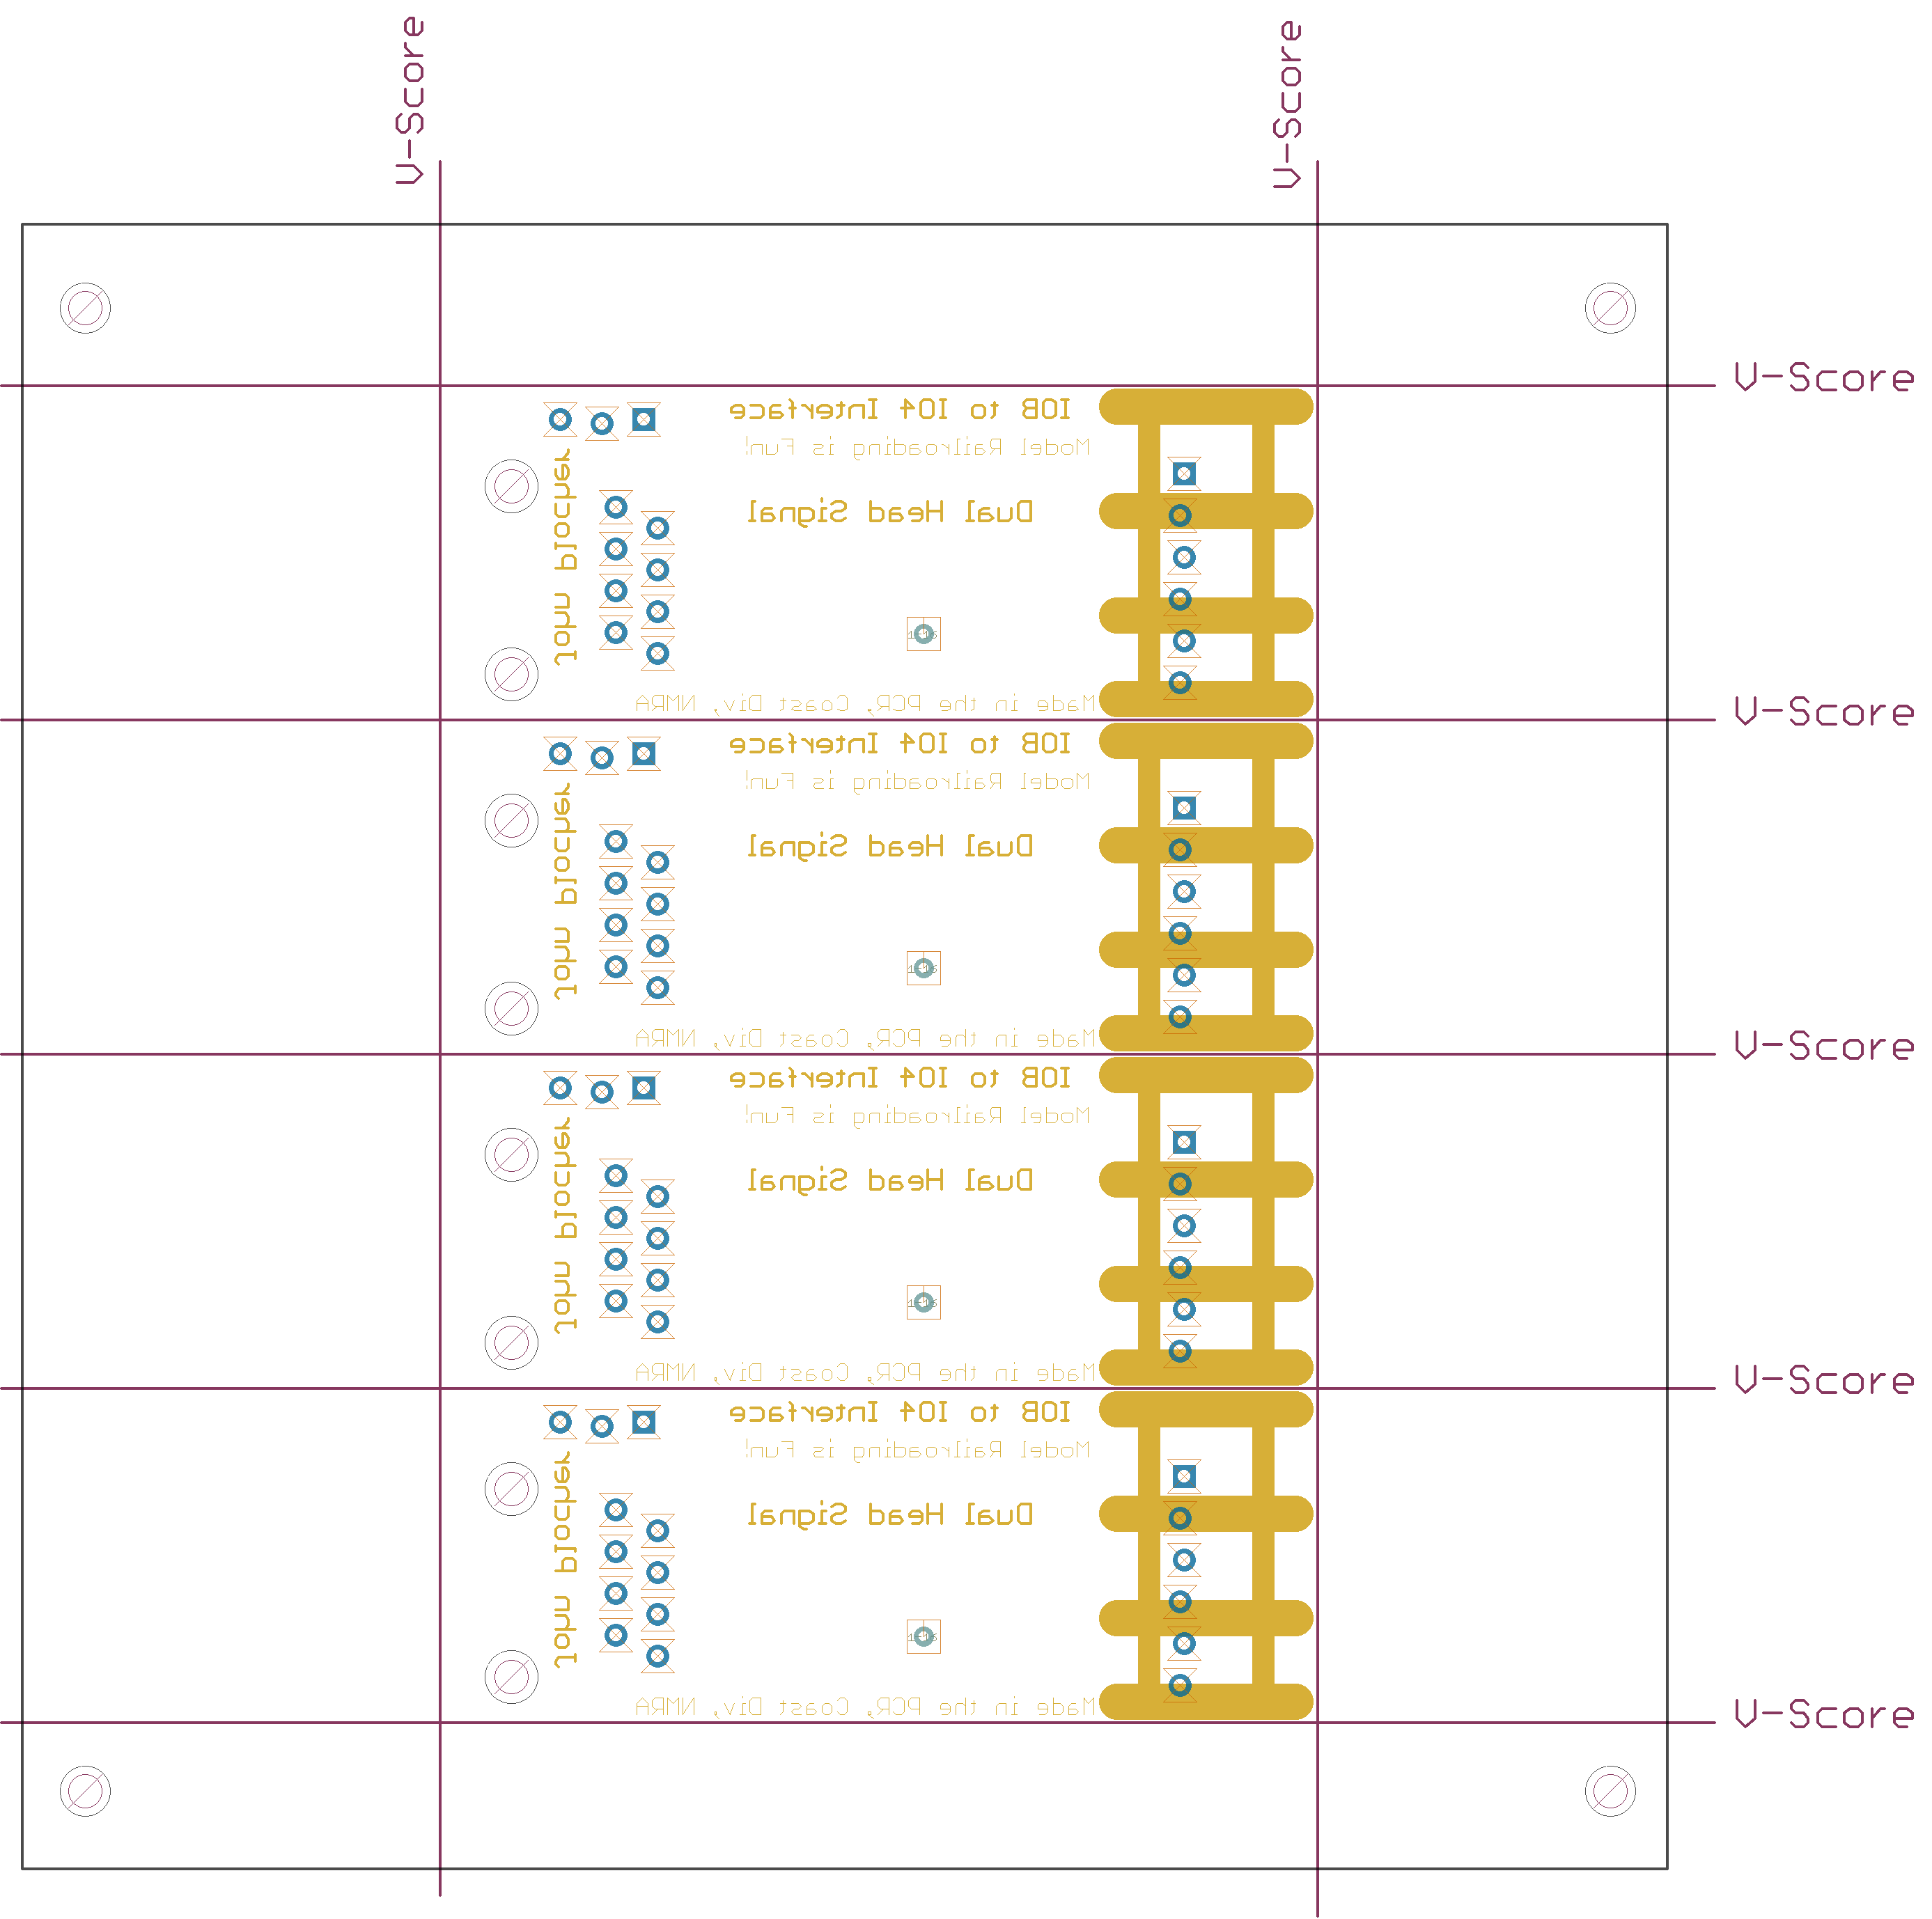 V-Score
V-Score
V-Score
IOB to IO4 Interface
Model Railroading is Fun!
Dual Head Signal
John Plocher
Made in the PCR, Coast Div, NMRA
V-Score
IOB to IO4 Interface
Model Railroading is Fun!
Dual Head Signal
John Plocher
Made in the PCR, Coast Div, NMRA
V-Score
IOB to IO4 Interface
Model Railroading is Fun!
Dual Head Signal
John Plocher
Made in the PCR, Coast Div, NMRA
V-Score
IOB to IO4 Interface
Model Railroading is Fun!
Dual Head Signal
John Plocher
Made in the PCR, Coast Div, NMRA
V-Score